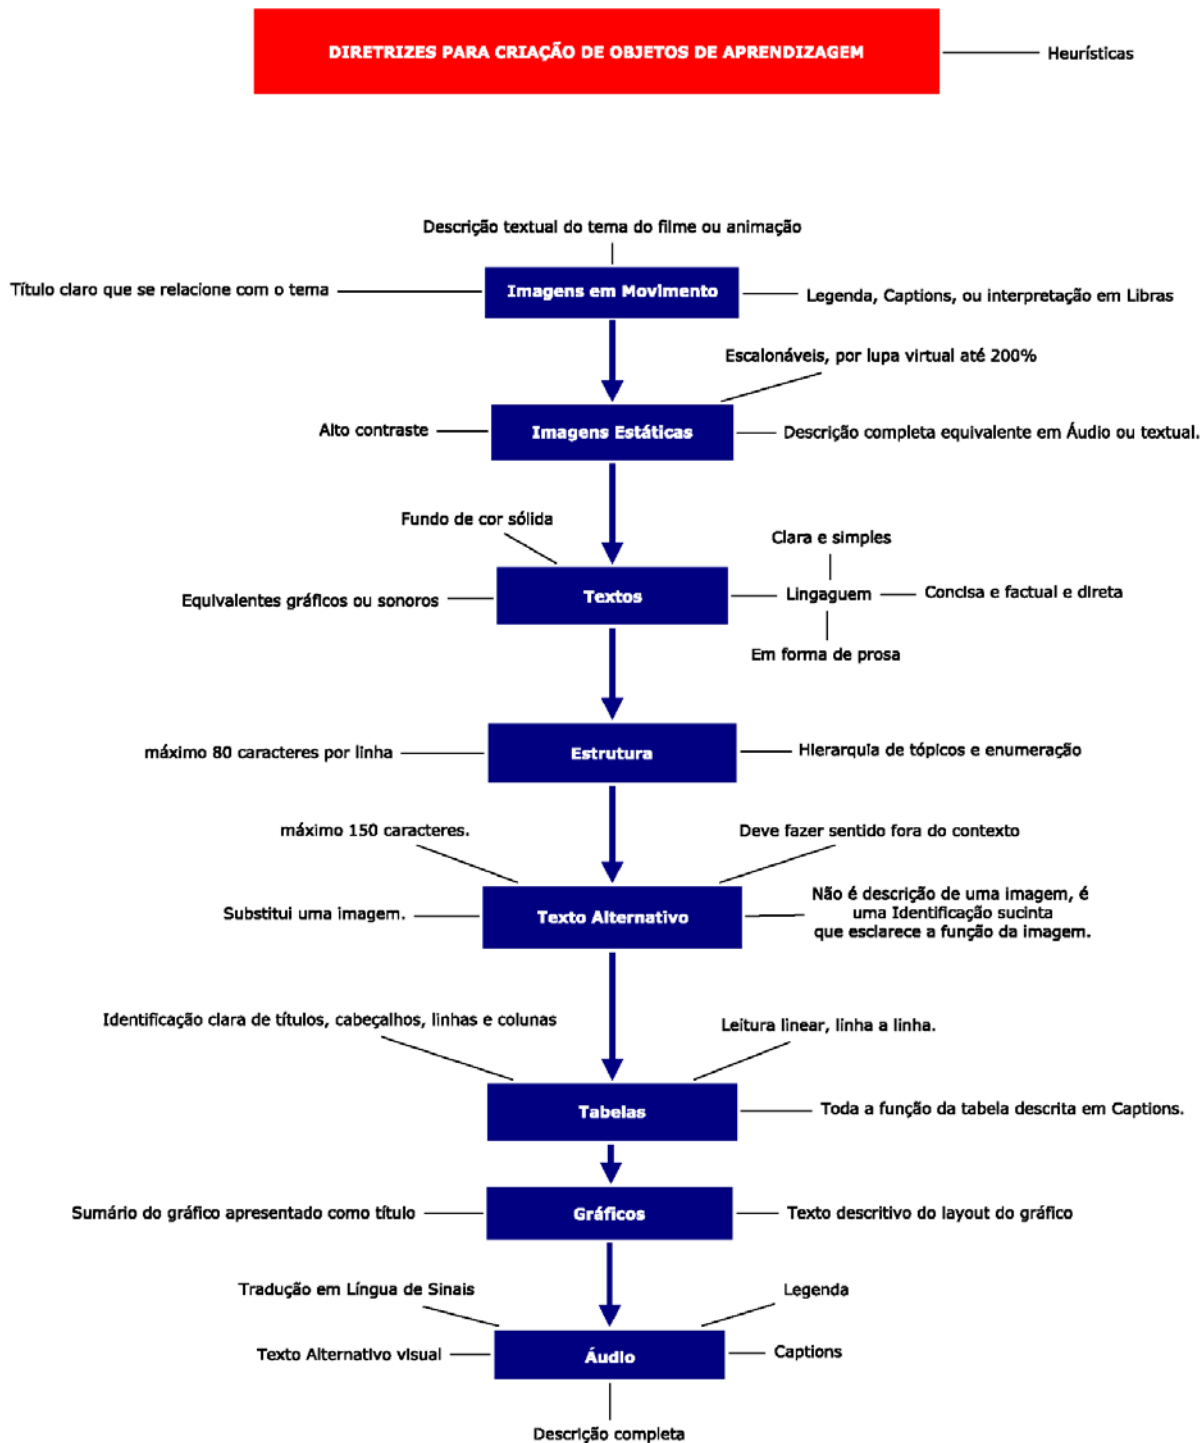 DIRETRIZES PARA CRIAÇÃO DE OBJETOS DE APRENDIZAGEM
Heurísticas
Descrição textual do tema do filme ou animação
Título claro que se relacione com o tema
Imagens em Movimento
Legenda, Captions, ou interpretação em Libras
Escalonáveis, por lupa virtual até 200%
Alto contraste
Imagens Estáticas
Descrição completa equivalente em Áudio ou textual.
Fundo de cor sólida
Clara e simples
Equivalentes gráficos ou sonoros
Textos
Lingaguem
Concisa e factual e direta
Em forma de prosa
máximo 80 caracteres por linha
Estrutura
Hierarquia de tópicos e enumeração
máximo 150 caracteres.
Deve fazer sentido fora do contexto
Substitui uma imagem.
Texto Alternativo
Não é descrição de uma imagem, é
uma Identificação sucinta
que esclarece a função da imagem.
Identificação clara de títulos, cabeçalhos, linhas e colunas
Leitura linear, linha a linha.
Tabelas
Toda a função da tabela descrita em Captions.
Sumário do gráfico apresentado como título
Gráficos
Texto descritivo do layout do gráfico
Tradução em Língua de Sinais
Legenda
Texto Alternativo visual
Áudio
Captions
Descrição completa